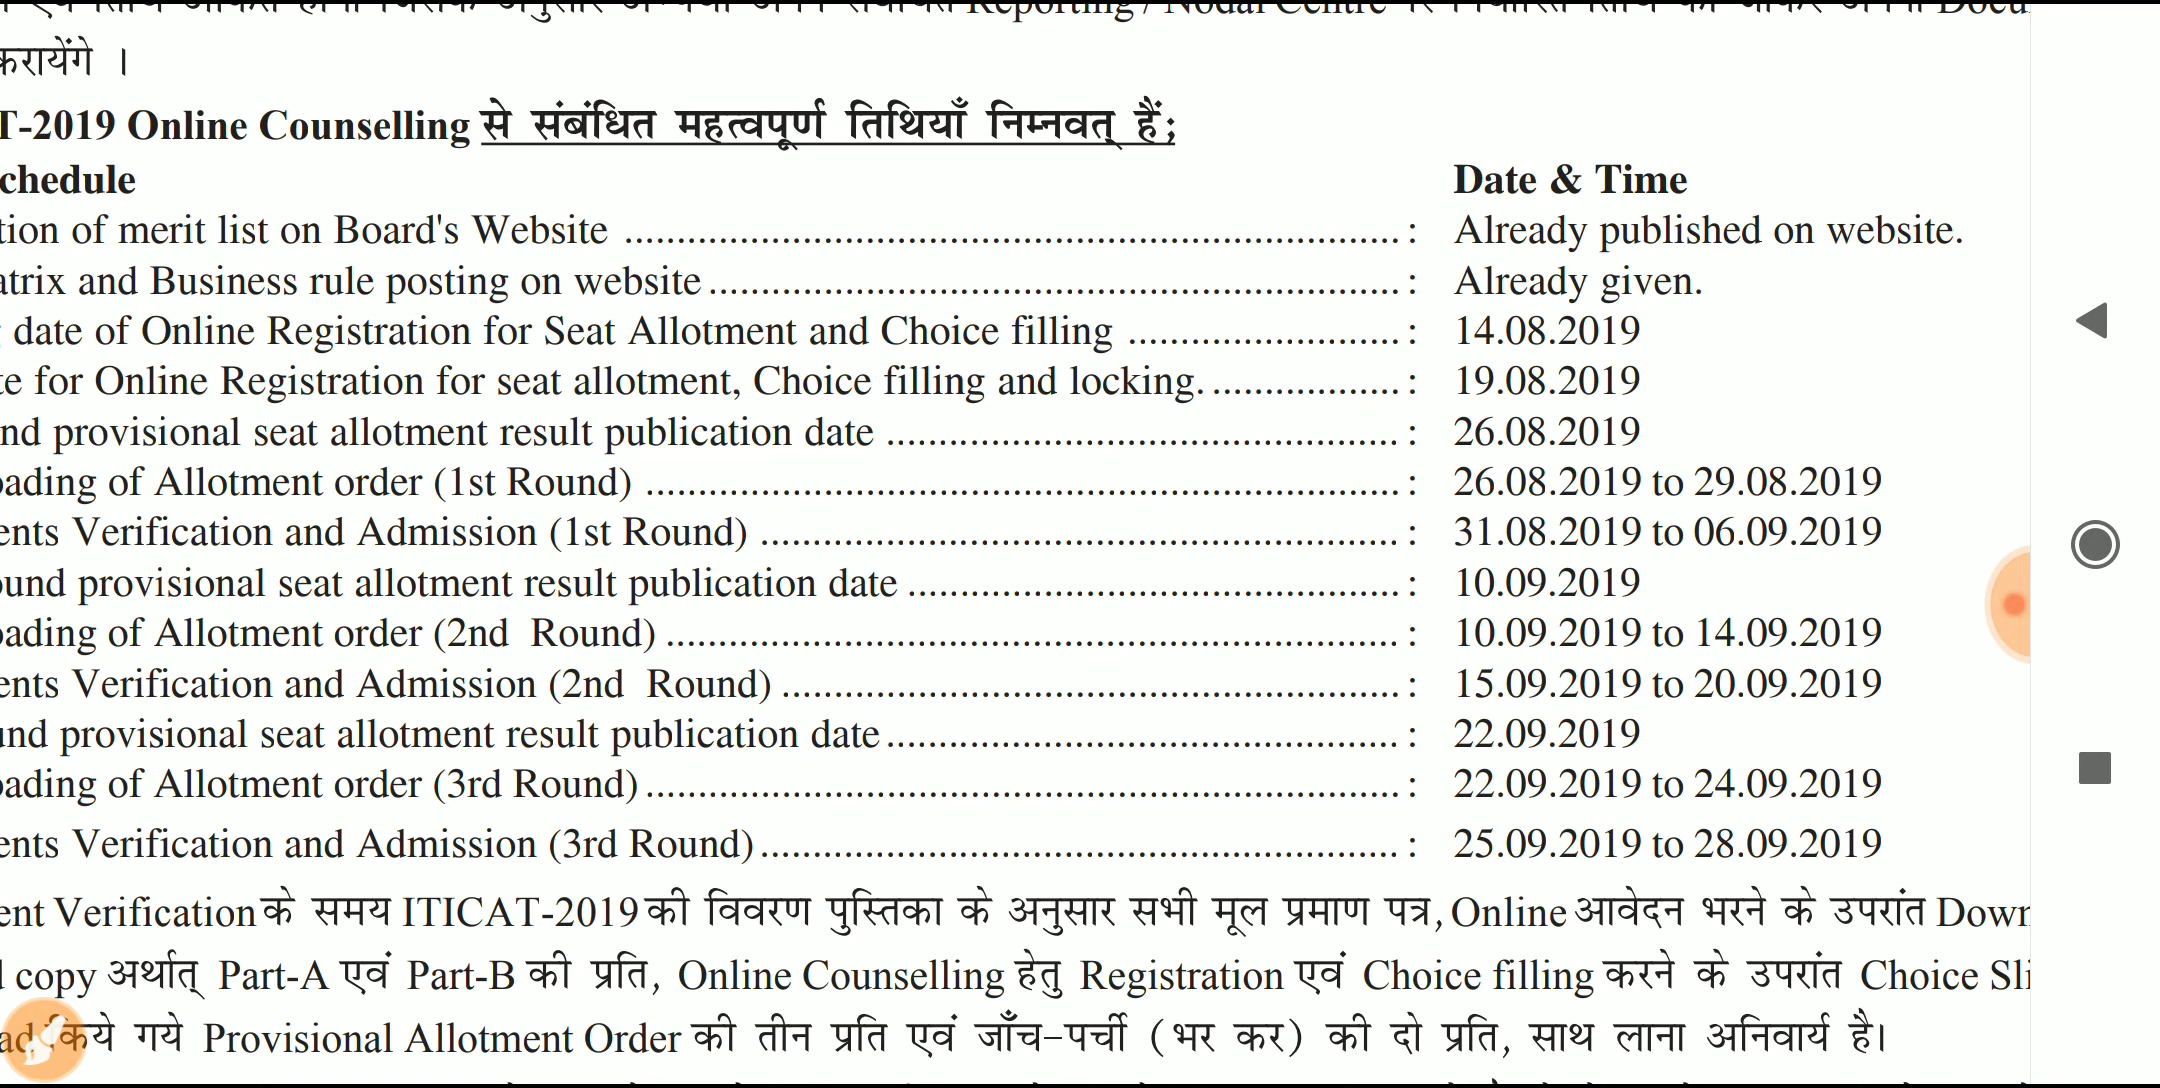 Reporting / Nodal Centre
करायेंगे ।
T-2019 Online Counselling से संबंधित महत्वपूर्ण तिथियाँ निम्नवत् हैं;
chedule Date & Time
tion of merit list on Board's Website : Already published on website.
atrix and Business rule posting on website : Already given.
date of Online Registration for Seat Allotment and Choice filling : 14.08.2019
te for Online Registration for seat allotment, Choice filling and locking. : 19.08.2019
nd provisional seat allotment result publication date : 26.08.2019
oading of Allotment order (1st Round) : 26.08.2019 to 29.08.2019
ents Verification and Admission (1st Round) : 31.08.2019 to 06.09.2019
ound provisional seat allotment result publication date : 10.09.2019
oading of Allotment order (2nd Round) : 10.09.2019 to 14.09.2019
ents Verification and Admission (2nd Round) : 15.09.2019 to 20.09.2019
und provisional seat allotment result publication date : 22.09.2019
oading of Allotment order (3rd Round) : 22.09.2019 to 24.09.2019
ents Verification and Admission (3rd Round) : 25.09.2019 to 28.09.2019
ent Verification के समय ITICAT-2019 की विवरण पुस्तिका के अनुसार सभी मूल प्रमाण पत्र, Online आवेदन भरने के उपरांत Down
copy अर्थात् Part-A एवं Part-B की प्रति, Online Counselling हेतु Registration एवं Choice filling करने के उपरांत Choice Sli
ad किये गये Provisional Allotment Order की तीन प्रति एवं जाँच-पर्ची (भर कर) की दो प्रति, साथ लाना अनिवार्य है।